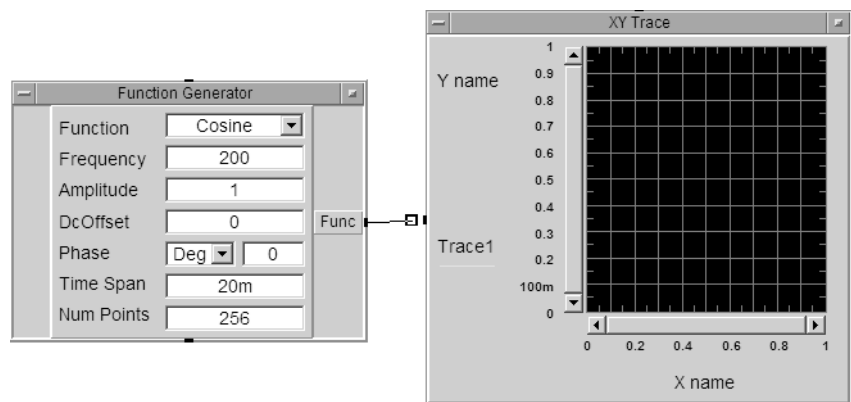 Function Generator
Function Cosine
Frequency 200
Amplitude 1
DcOffset 0
Phase Deg 0
Time Span 20m
Num Points 256
Func
XY Trace
Y name
Trace1
1
0.9
0.8
0.7
0.6
0.5
0.4
0.3
0.2
100m
0
0 0.2 0.4 0.6 0.8 1
X name